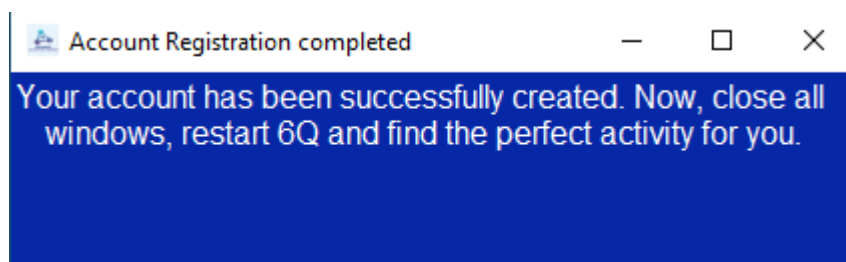 Account Registration completed
Your account has been successfully created. Now, close all
windows, restart 6Q and find the perfect activity for you.